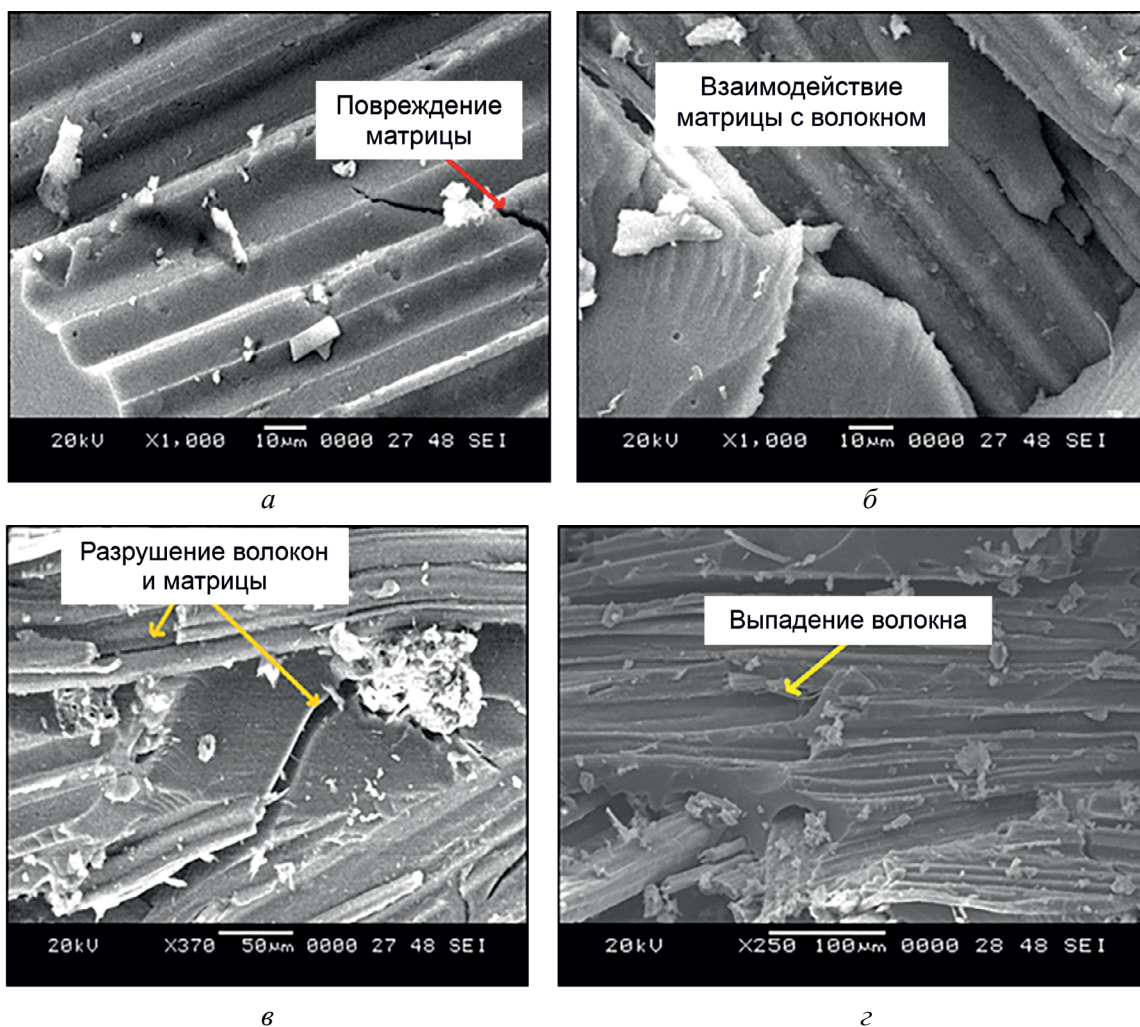 Повреждение
матрицы
20kV X1,000 10μm 0000 27 48 SEI
а
Взаимодействие
матрицы с волокном
20kV X1,000 10μm 0000 27 48 SEI
б
Разрушение волокон
и матрицы
20kV X370 50μm 0000 27 48 SEI
в
Выпадение волокна
20kV X250 100μm 0000 28 48 SEI
г